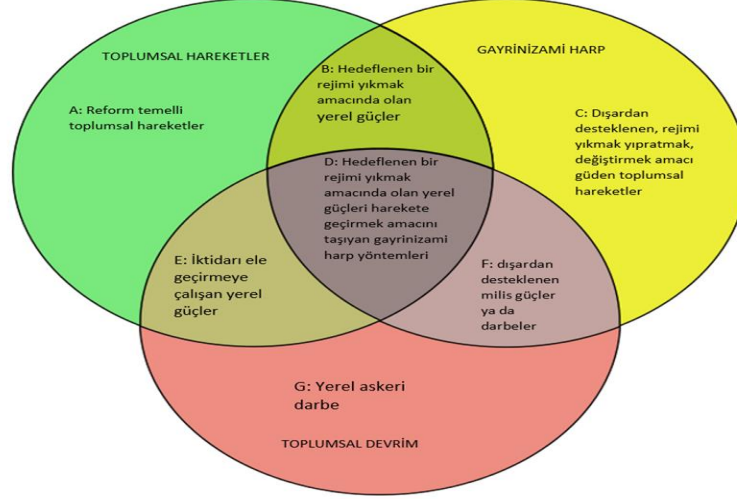 TOPLUMSAL HAREKETLER
GAYRİNİZAMİ HARP
A: Reform temelli
toplumsal hareketler
B: Hedeflenen bir
rejimi yıkmak
amacında olan
yerel güçler
C: Dışardan
desteklenen, rejimi
yıkmak yıpratmak,
değiştirmek amacı
güden toplumsal
hareketler
D: Hedeflenen bir
rejimi yıkmak
amacında olan yerel
güçleri harekete
geçirmek amacını
taşıyan gayrinizami
harp yöntemleri
E: İktidarı ele
geçirmeye
çalışan yerel
güçler
F: dışardan
desteklenen
milis güçler
ya da
darbeler
G: Yerel askeri
darbe
TOPLUMSAL DEVRİM